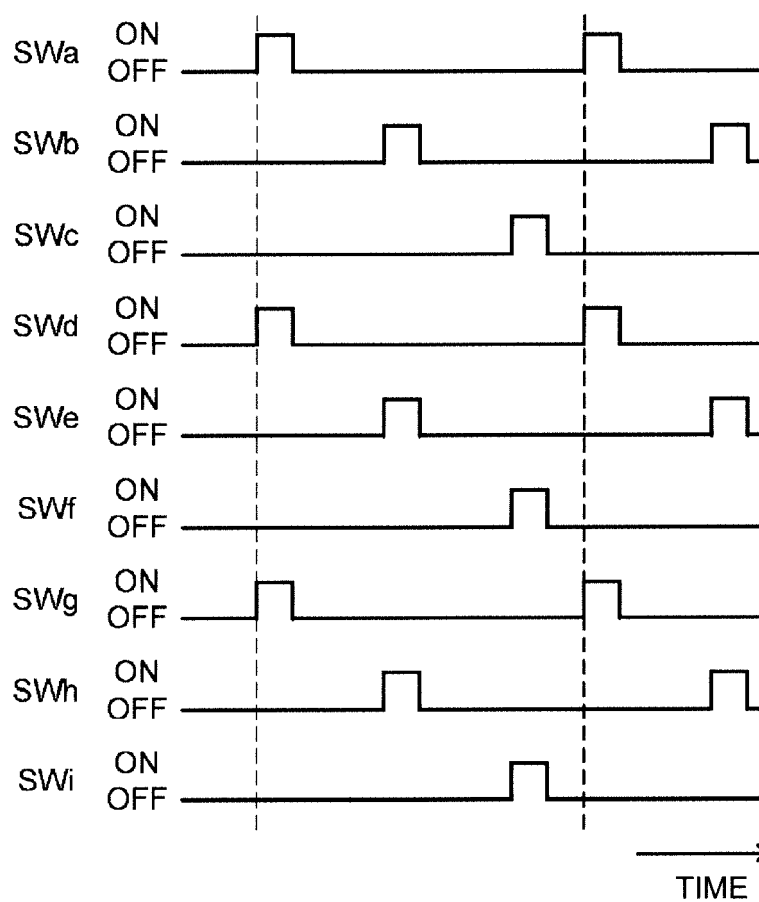 SWa ON
OFF
SWb ON
OFF
SWc ON
OFF
SWd ON
OFF
SWe ON
OFF
SWf ON
OFF
SWg ON
OFF
SWh ON
OFF
SWi ON
OFF
TIME